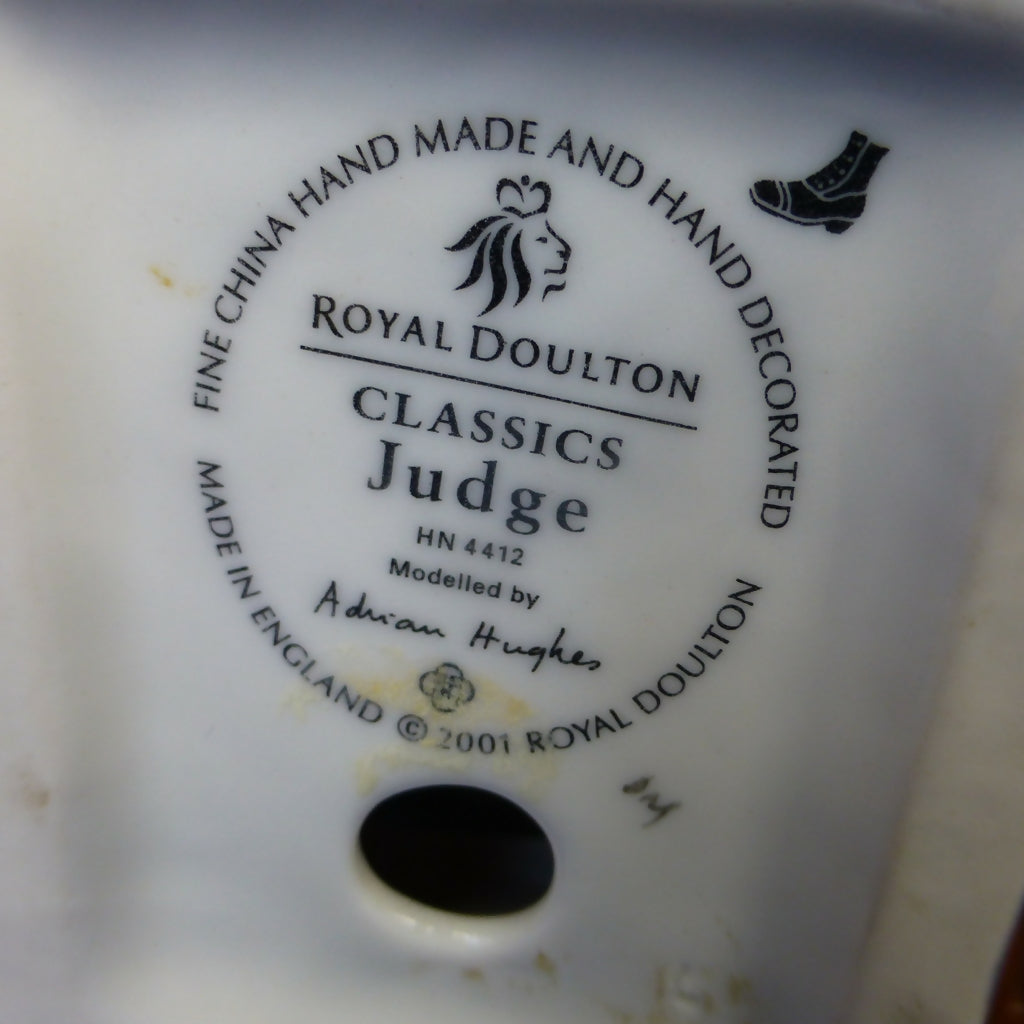 FINE CHINA HAND MADE AND HAND DECORATED
ROYAL DOULTON
CLASSICS
Judge
HN 4412
Modelled by
Adrian Hughes
MADE IN ENGLAND © 2001 ROYAL DOULTON